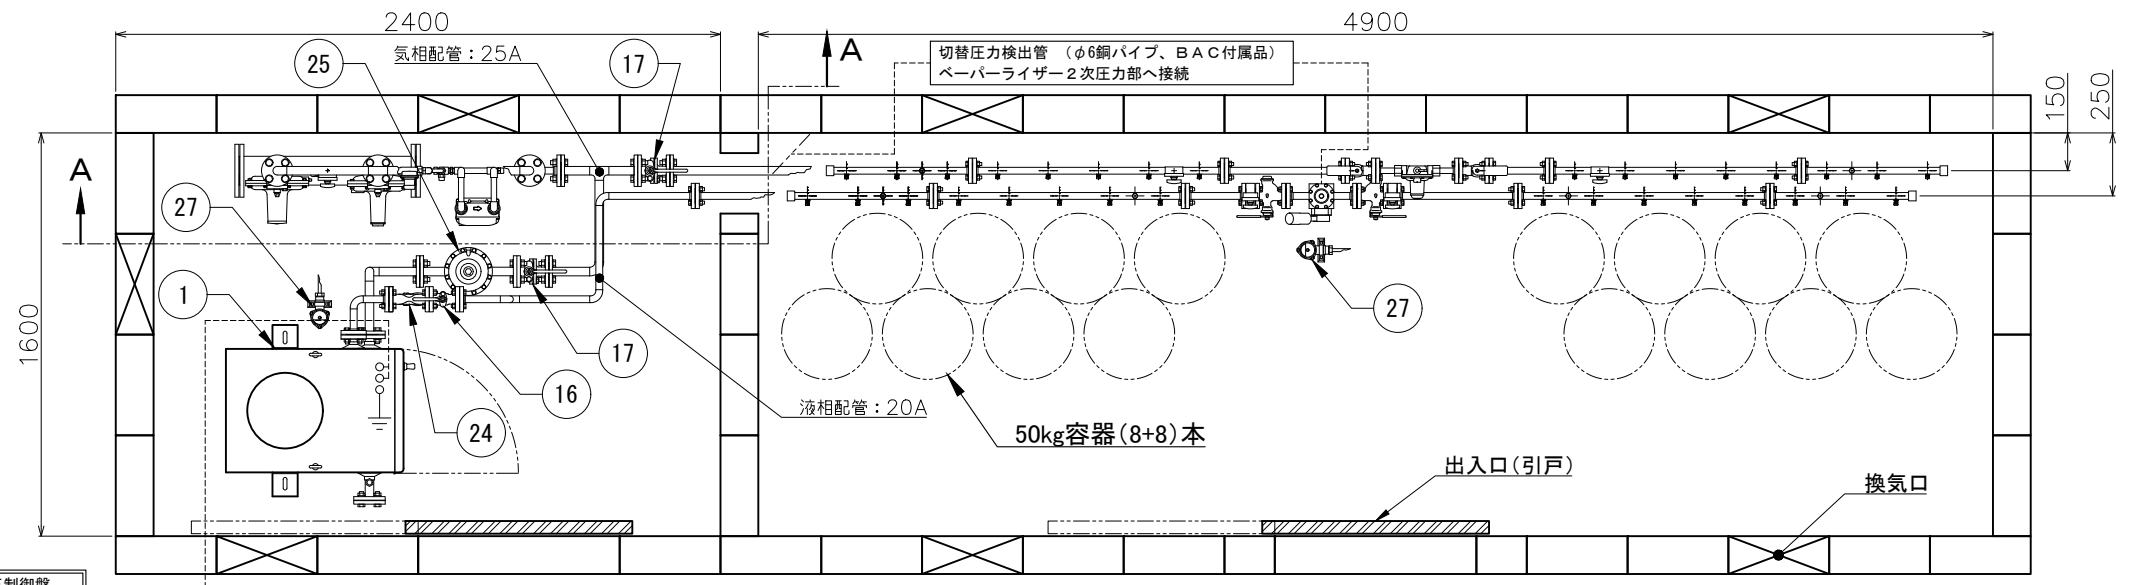 2400
4900
気相配管：25A
25
17
A
切替圧力検出管 （φ6銅パイプ、BAC付属品）
ベーパーライザー2次圧力部へ接続
150
250
A
27
1
1600
17
27
16
24
液相配管：20A
50kg容器(8+8)本
出入口(引戸)
換気口
制御盤